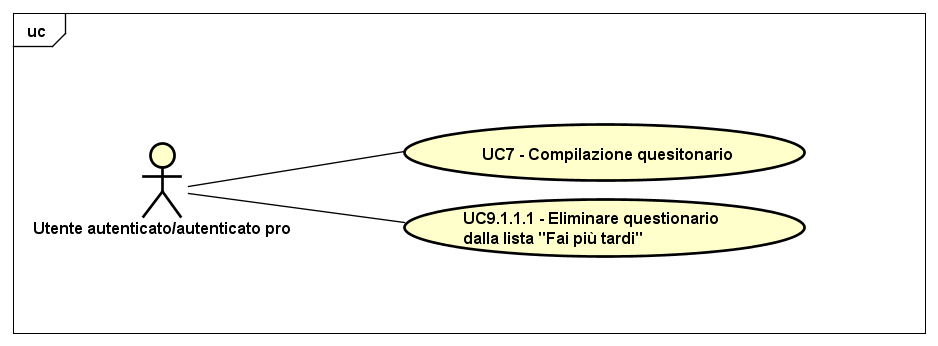 uc
UC7 - Compilazione quesitonario
UC9.1.1.1 - Eliminare questionario
dalla lista "Fai più tardi"
Utente autenticato/autenticato pro